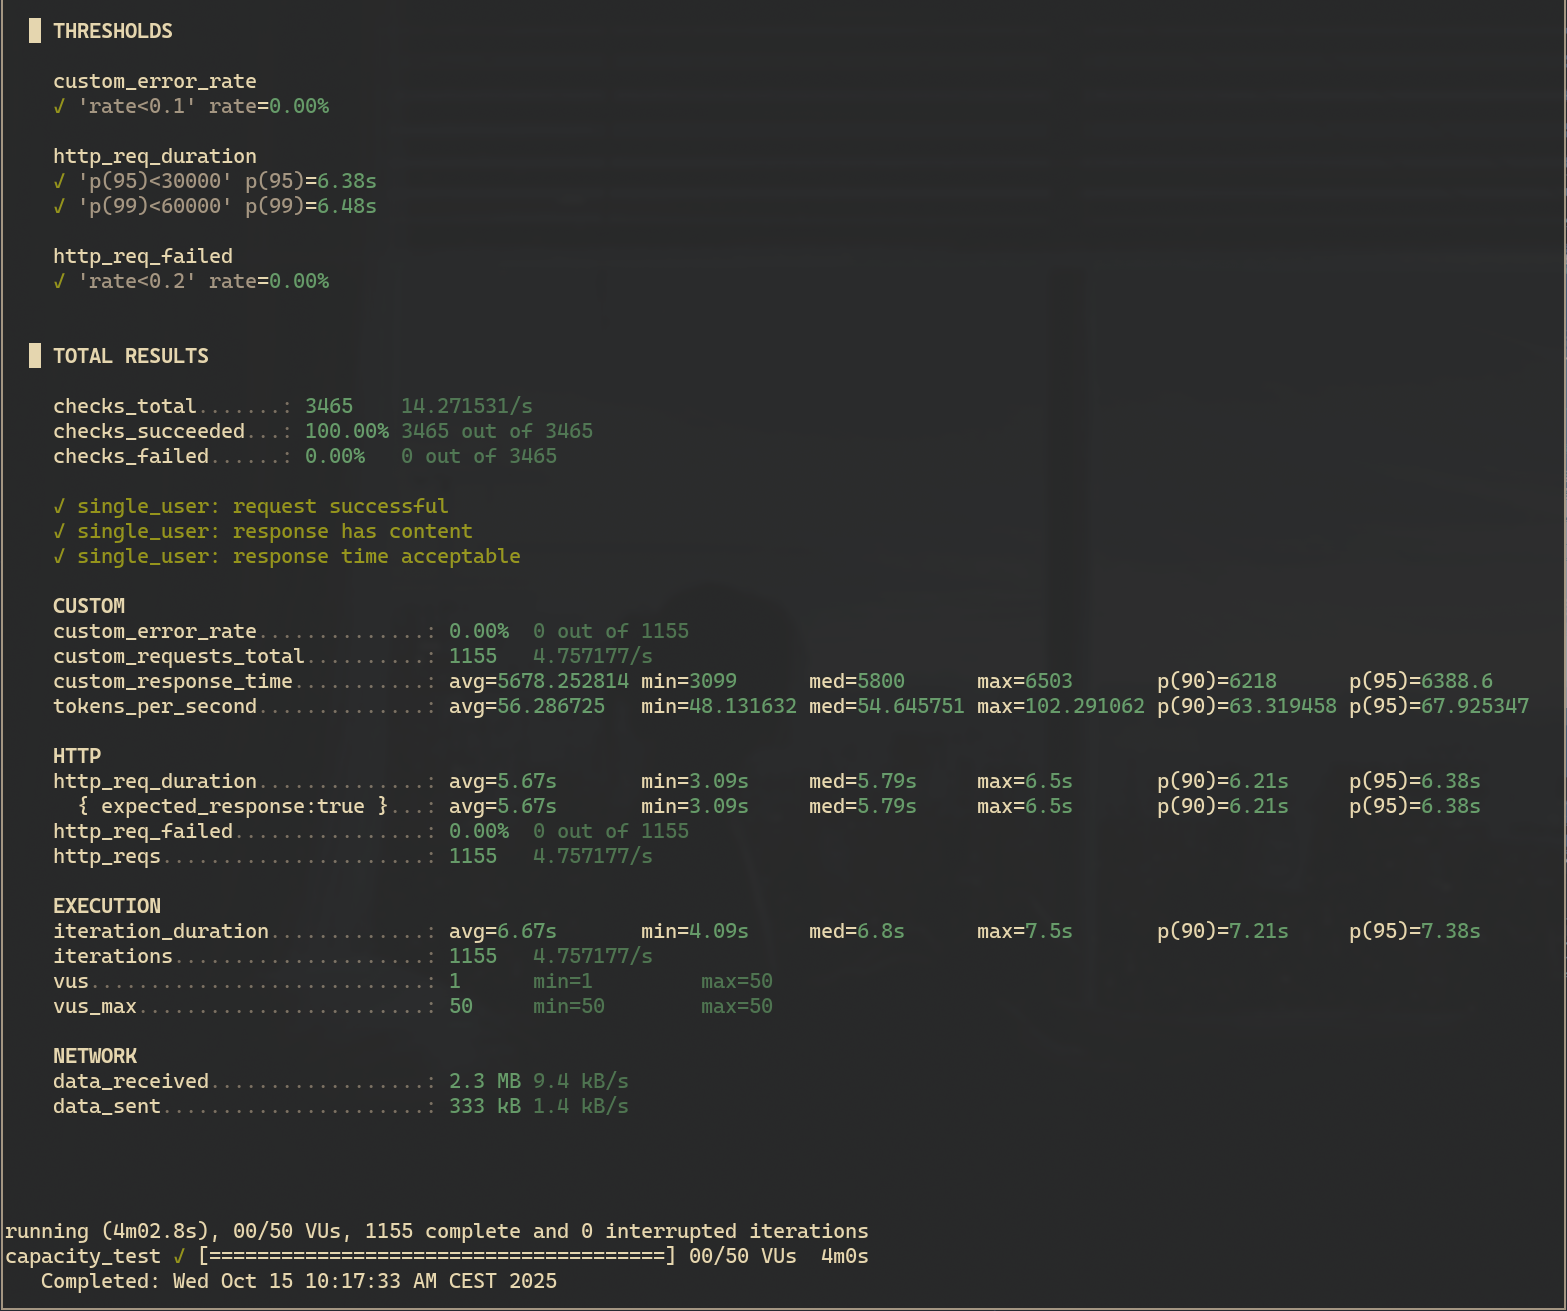 THRESHOLDS
custom_error_rate
✓ 'rate<0.1' rate=0.00%
http_req_duration
✓ 'p(95)<30000' p(95)=6.38s
✓ 'p(99)<60000' p(99)=6.48s
http_req_failed
✓ 'rate<0.2' rate=0.00%
TOTAL RESULTS
checks_total.......: 3465 14.271531/s
checks_succeeded...: 100.00% 3465 out of 3465
checks_failed......: 0.00% 0 out of 3465
✓ single_user: request successful
✓ single_user: response has content
✓ single_user: response time acceptable
CUSTOM
custom_error_rate..............: 0.00% 0 out of 1155
custom_requests_total..........: 1155 4.757177/s
custom_response_time...........: avg=5678.252814 min=3099 med=5800 max=6503 p(90)=6218 p(95)=6388.6
tokens_per_second..............: avg=56.286725 min=48.131632 med=54.645751 max=102.291062 p(90)=63.319458 p(95)=67.925347
HTTP
http_req_duration..............: avg=5.67s min=3.09s med=5.79s max=6.5s p(90)=6.21s p(95)=6.38s
{ expected_response:true }...: avg=5.67s min=3.09s med=5.79s max=6.5s p(90)=6.21s p(95)=6.38s
http_req_failed................: 0.00% 0 out of 1155
http_reqs......................: 1155 4.757177/s
EXECUTION
iteration_duration.............: avg=6.67s min=4.09s med=6.8s max=7.5s p(90)=7.21s p(95)=7.38s
iterations.....................: 1155 4.757177/s
vus............................: 1 min=1 max=50
vus_max........................: 50 min=50 max=50
NETWORK
data_received..................: 2.3 MB 9.4 kB/s
data_sent......................: 333 kB 1.4 kB/s
running (4m02.8s), 00/50 VUs, 1155 complete and 0 interrupted iterations
capacity_test ✓ [======================================] 00/50 VUs 4m0s
Completed: Wed Oct 15 10:17:33 AM CEST 2025